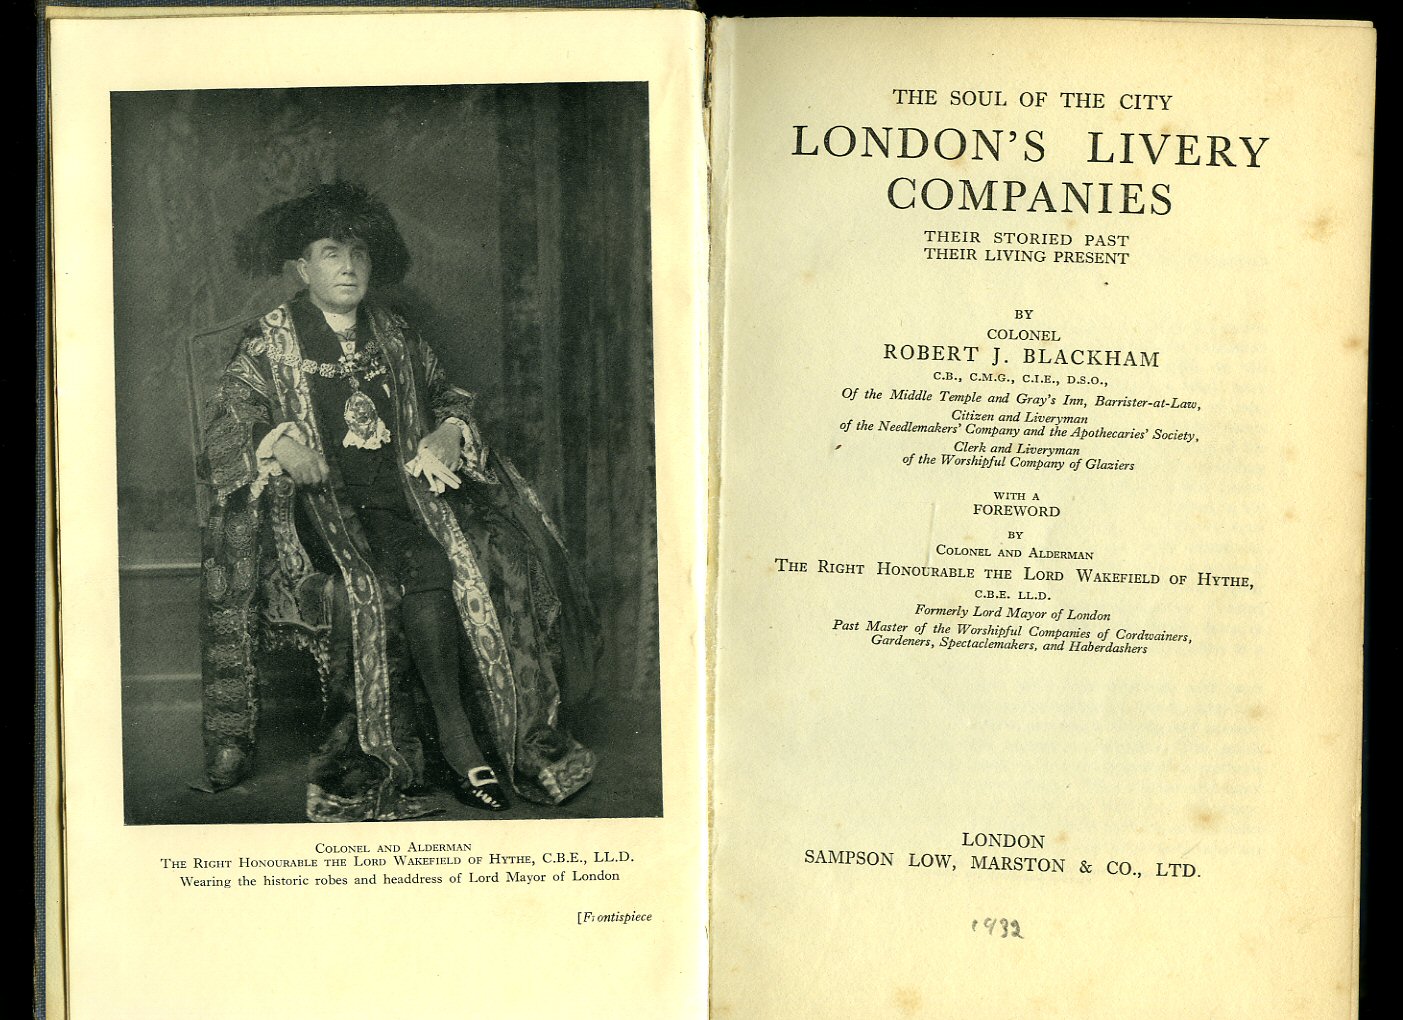 COLONEL AND ALDERMAN
THE RIGHT HONOURABLE THE LORD WAKEFIELD OF HYTHE, C.B.E., LL.D.
Wearing the historic robes and headdress of Lord Mayor of London
[Frontispiece
THE SOUL OF THE CITY
LONDON'S LIVERY
COMPANIES
THEIR STORIED PAST
THEIR LIVING PRESENT
BY
COLONEL
ROBERT J. BLACKHAM
C.B., C.M.G., C.I.E., D.S.O.,
Of the Middle Temple and Gray's Inn, Barrister-at-Law,
Citizen and Liveryman
of the Needlemakers' Company and the Apothecaries' Society,
Clerk and Liveryman
of the Worshipful Company of Glaziers
WITH A
FOREWORD
BY
COLONEL AND ALDERMAN
THE RIGHT HONOURABLE THE LORD WAKEFIELD OF HYTHE,
C.B.E. LL.D.
Formerly Lord Mayor of London
Past Master of the Worshipful Companies of Cordwainers,
Gardeners, Spectaclemakers, and Haberdashers
LONDON
SAMPSON LOW, MARSTON & CO., LTD.
1932